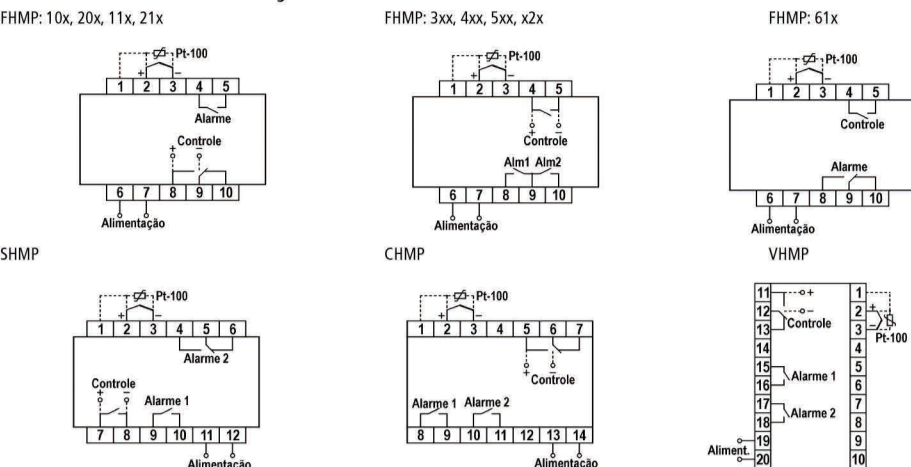 FHMP: 10x, 20x, 11x, 21x
Pt-100
+ −
1 2 3 4 5
Alarme
Controle
+ −
6 7 8 9 10
Alimentação
FHMP: 3xx, 4xx, 5xx, x2x
Pt-100
+ −
1 2 3 4 5
+ −
Controle
Alm1 Alm2
6 7 8 9 10
Alimentação
FHMP: 61x
Pt-100
+ −
1 2 3 4 5
Controle
Alarme
6 7 8 9 10
Alimentação
SHMP
Pt-100
+ −
1 2 3 4 5 6
Alarme 2
Controle
+ −
Alarme 1
7 8 9 10 11 12
Alimentação
CHMP
Pt-100
+ −
1 2 3 4 5 6 7
+ −
Controle
Alarme 1 Alarme 2
8 9 10 11 12 13 14
Alimentação
VHMP
11 + 1
12 − 2 +
13 Controle 3 −
Pt-100
14 4
15 5
16 Alarme 1 6
17 7
18 Alarme 2 8
19 9
Aliment.
20 10